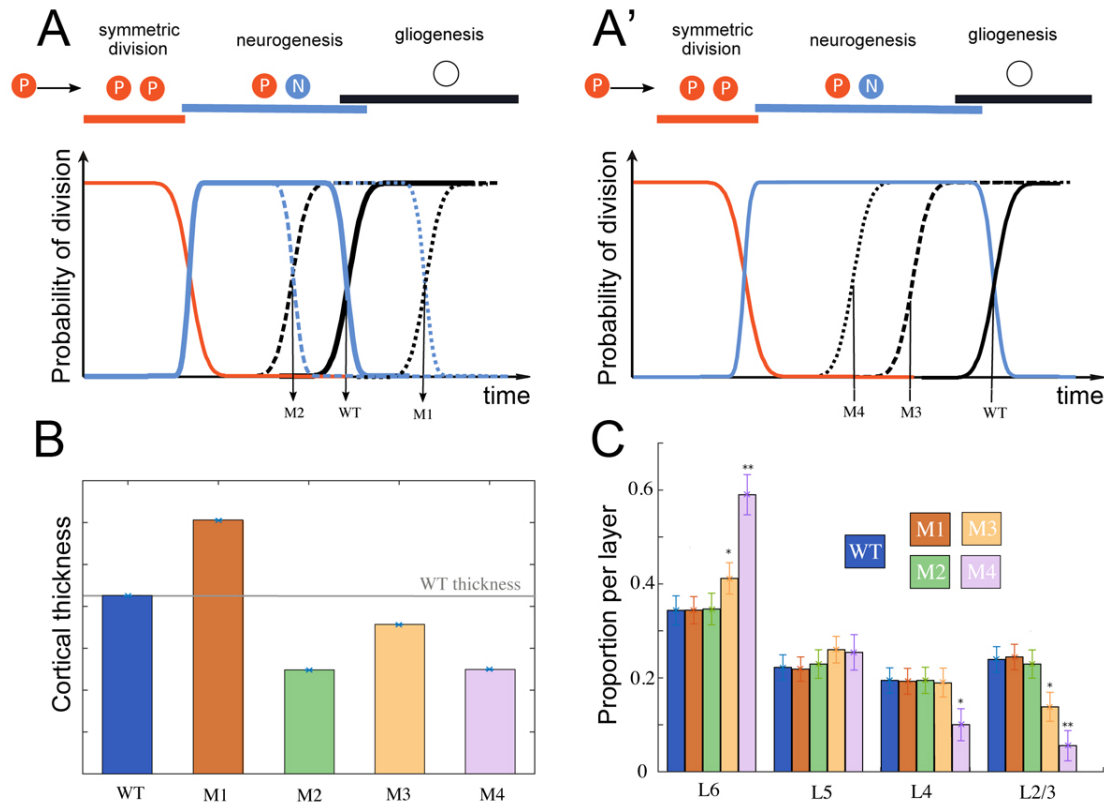 A
symmetric
division
neurogenesis
gliogenesis
P
P
P
P
N
Probability of division
time
M2
WT
M1
A'
symmetric
division
neurogenesis
gliogenesis
P
P
P
P
N
Probability of division
time
M4
M3
WT
B
Cortical thickness
WT thickness
WT
M1
M2
M3
M4
C
Proportion per layer
0.6
0.4
0.2
0
WT
M1
M3
M2
M4
*
**
*
*
**
L6
L5
L4
L2/3